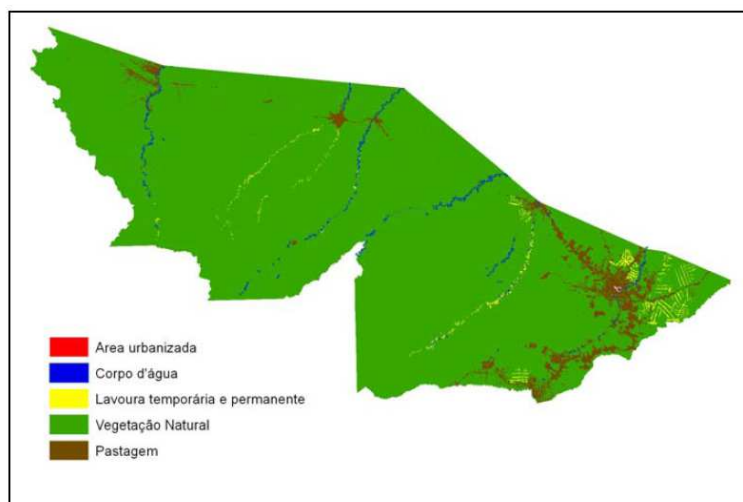 Area urbanizada
Corpo d'água
Lavoura temporária e permanente
Vegetação Natural
Pastagem